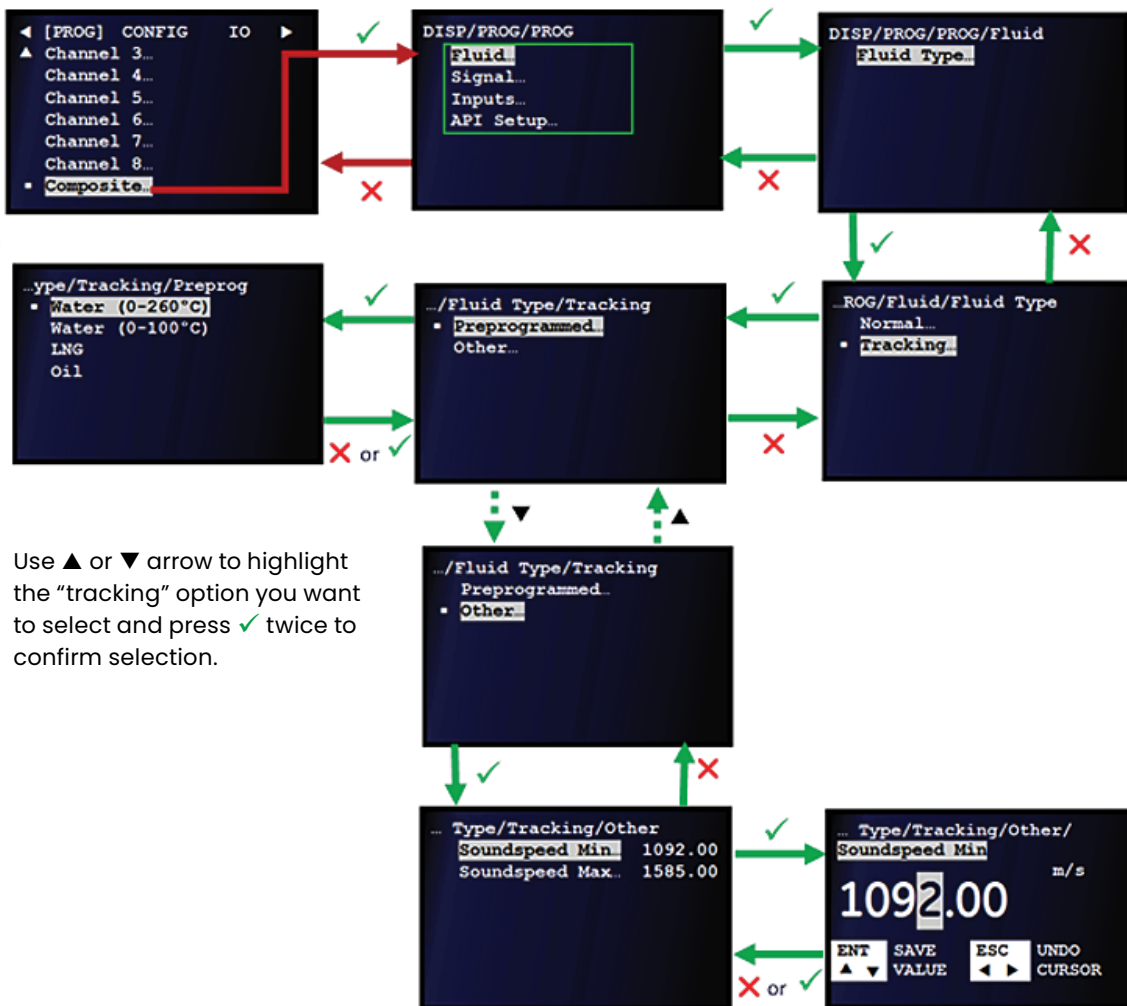 ◀ [PROG] CONFIG IO ▶
▲ Channel 3…
Channel 4…
Channel 5…
Channel 6…
Channel 7…
Channel 8…
▪ Composite…
✓
✕
DISP/PROG/PROG
Fluid…
Signal…
Inputs…
API Setup…
✓
✕
DISP/PROG/PROG/Fluid
Fluid Type…
✓
✕
…ype/Tracking/Preprog
▪ Water (0-260°C)
Water (0-100°C)
LNG
Oil
✓
✕ or ✓
…/Fluid Type/Tracking
▪ Preprogrammed…
Other…
✓
✕
…ROG/Fluid/Fluid Type
Normal…
▪ Tracking…
▼
▲
Use ▲ or ▼ arrow to highlight
the “tracking” option you want
to select and press ✓ twice to
confirm selection.
…/Fluid Type/Tracking
Preprogrammed…
▪ Other…
✓
✕
… Type/Tracking/Other
Soundspeed Min… 1092.00
Soundspeed Max… 1585.00
✓
✕ or ✓
… Type/Tracking/Other/
Soundspeed Min
m/s
1092.00
ENT SAVE ESC UNDO
▲ ▼ VALUE ◀ ▶ CURSOR